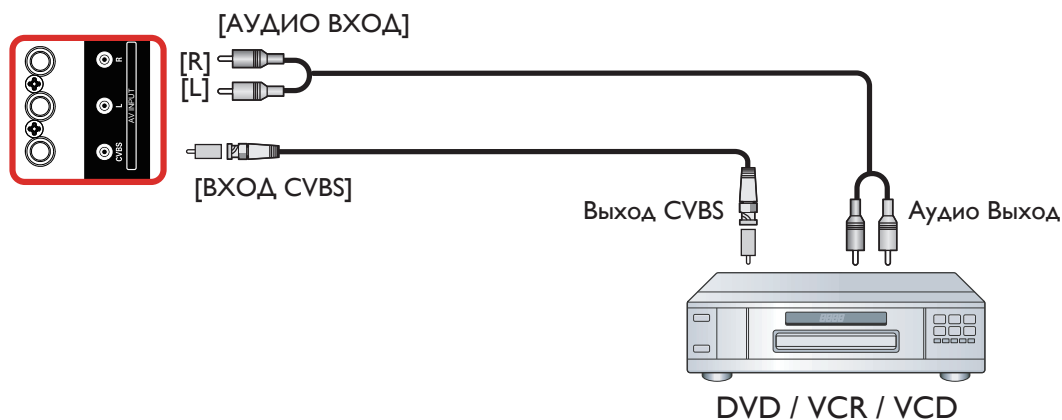 [АУДИО ВХОД]
[R]
[L]
R
L
CVBS
AV INPUT
[ВХОД CVBS]
Выход CVBS
Аудио Выход
DVD / VCR / VCD